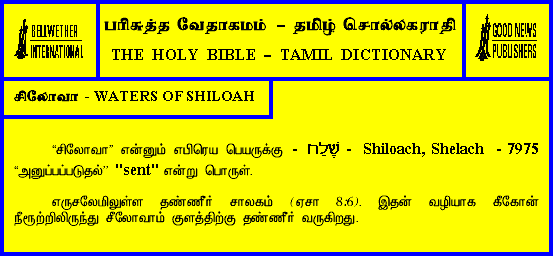 BELLWETHER
INTERNATIONAL
பரிசுத்த வேதாகமம் – தமிழ் சொல்லகராதி
THE HOLY BIBLE – TAMIL DICTIONARY
GOOD NEWS
PUBLISHERS
சிலோவா - WATERS OF SHILOAH
“சிலோவா” என்னும் எபிரெய பெயருக்கு - שִׁלֹחַ - Shiloach, Shelach - 7975
“அனுப்பப்படுதல்” "sent" என்று பொருள்.
எருசலேமிலுள்ள தண்ணீர் சாலகம் (ஏசா 8:6). இதன் வழியாக கீகோன்
நீரூற்றிலிருந்து சீலோவாம் குளத்திற்கு தண்ணீர் வருகிறது.